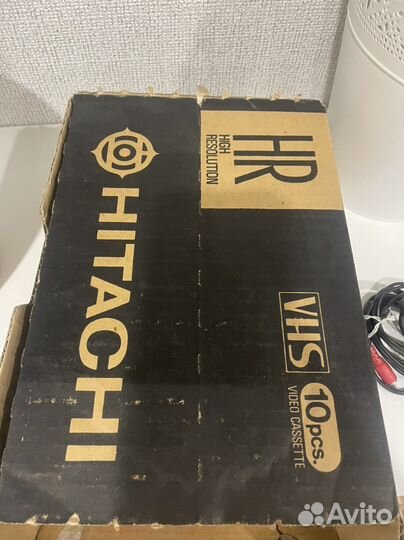 HITACHI
HR
HIGH
RESOLUTION
VHS
10pcs.
VIDEO CASSETTE
Avito